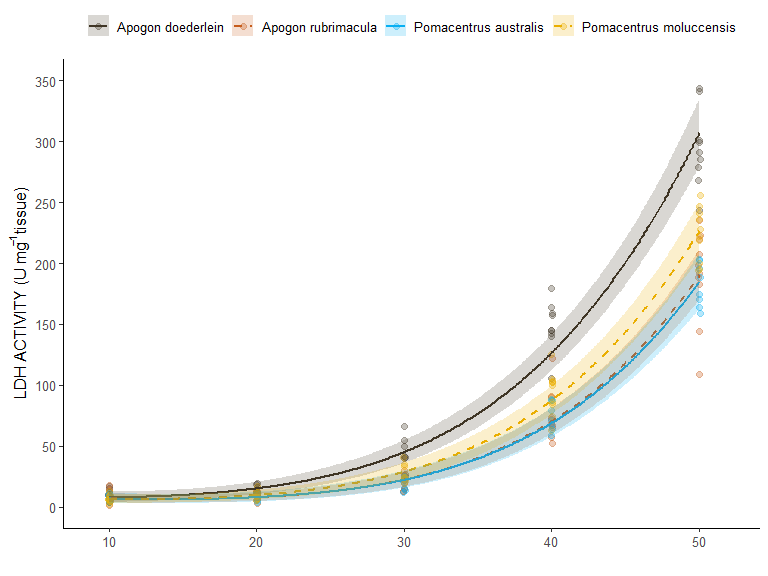 Apogon doederlein Apogon rubrimacula Pomacentrus australis Pomacentrus moluccensis
350
300
250
200
150
100
50
0
LDH ACTIVITY (U mg⁻¹tissue)
10 20 30 40 50